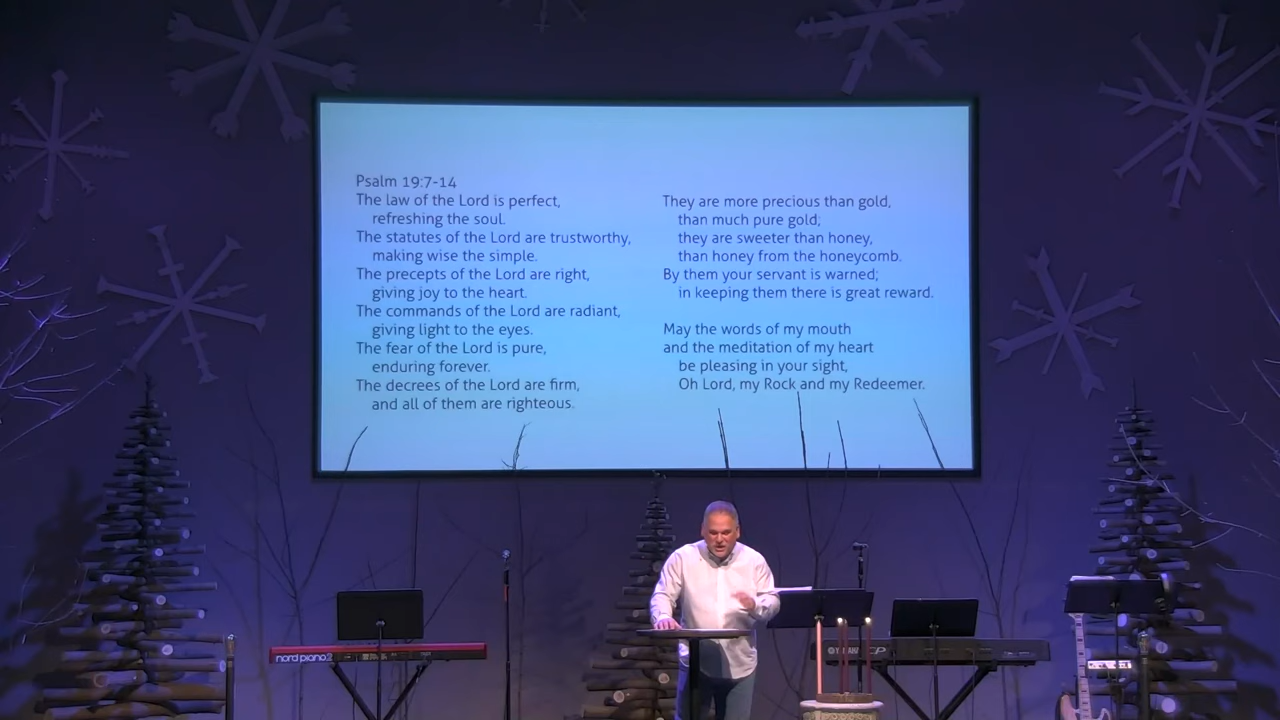 Psalm 19:7-14
The law of the Lord is perfect,
refreshing the soul.
The statutes of the Lord are trustworthy,
making wise the simple.
The precepts of the Lord are right,
giving joy to the heart.
The commands of the Lord are radiant,
giving light to the eyes.
The fear of the Lord is pure,
enduring forever.
The decrees of the Lord are firm,
and all of them are righteous.
They are more precious than gold,
than much pure gold;
they are sweeter than honey,
than honey from the honeycomb.
By them your servant is warned;
in keeping them there is great reward.
May the words of my mouth
and the meditation of my heart
be pleasing in your sight,
Oh Lord, my Rock and my Redeemer.
nord piano 2
YAMAHA CP